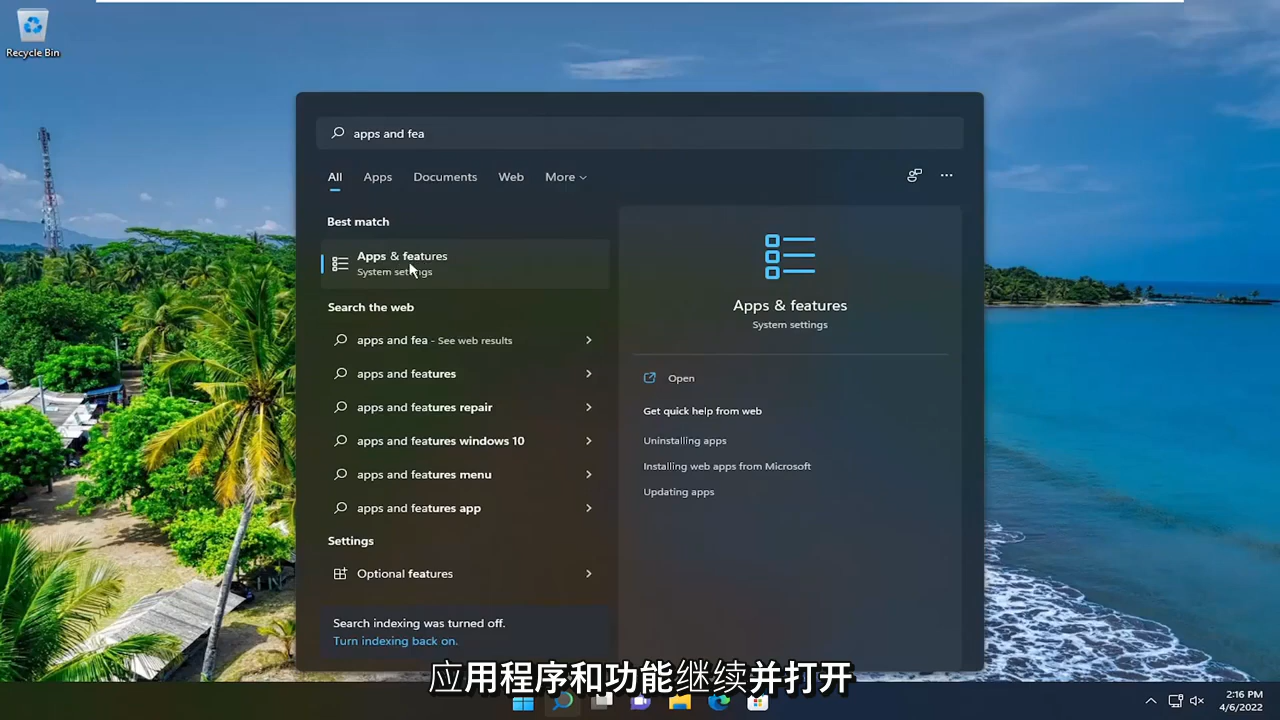 Recycle Bin
apps and fea
All
Apps
Documents
Web
More
Best match
Apps & features
System settings
Search the web
apps and fea - See web results
apps and features
apps and features repair
apps and features windows 10
apps and features menu
apps and features app
Settings
Optional features
Search indexing was turned off.
Turn indexing back on.
Apps & features
System settings
Open
Get quick help from web
Uninstalling apps
Installing web apps from Microsoft
Updating apps
应用程序和功能继续并打开
2:16 PM
4/6/2022